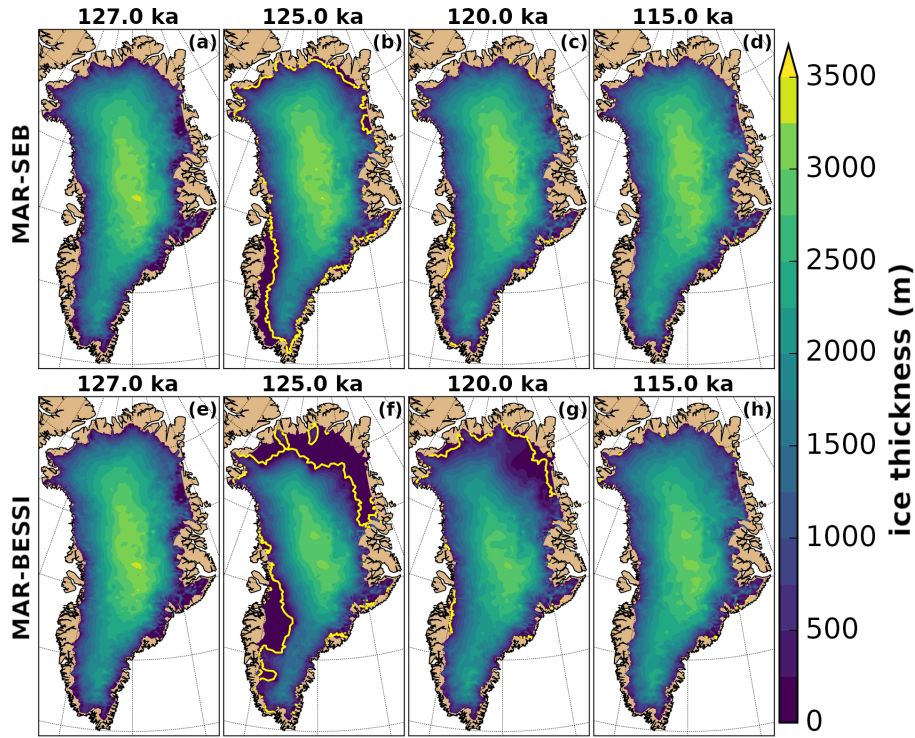 127.0 ka 125.0 ka 120.0 ka 115.0 ka
(a) (b) (c) (d)
MAR-SEB
127.0 ka 125.0 ka 120.0 ka 115.0 ka
(e) (f) (g) (h)
MAR-BESSI
3500
3000
2500
2000
1500
1000
500
0
ice thickness (m)